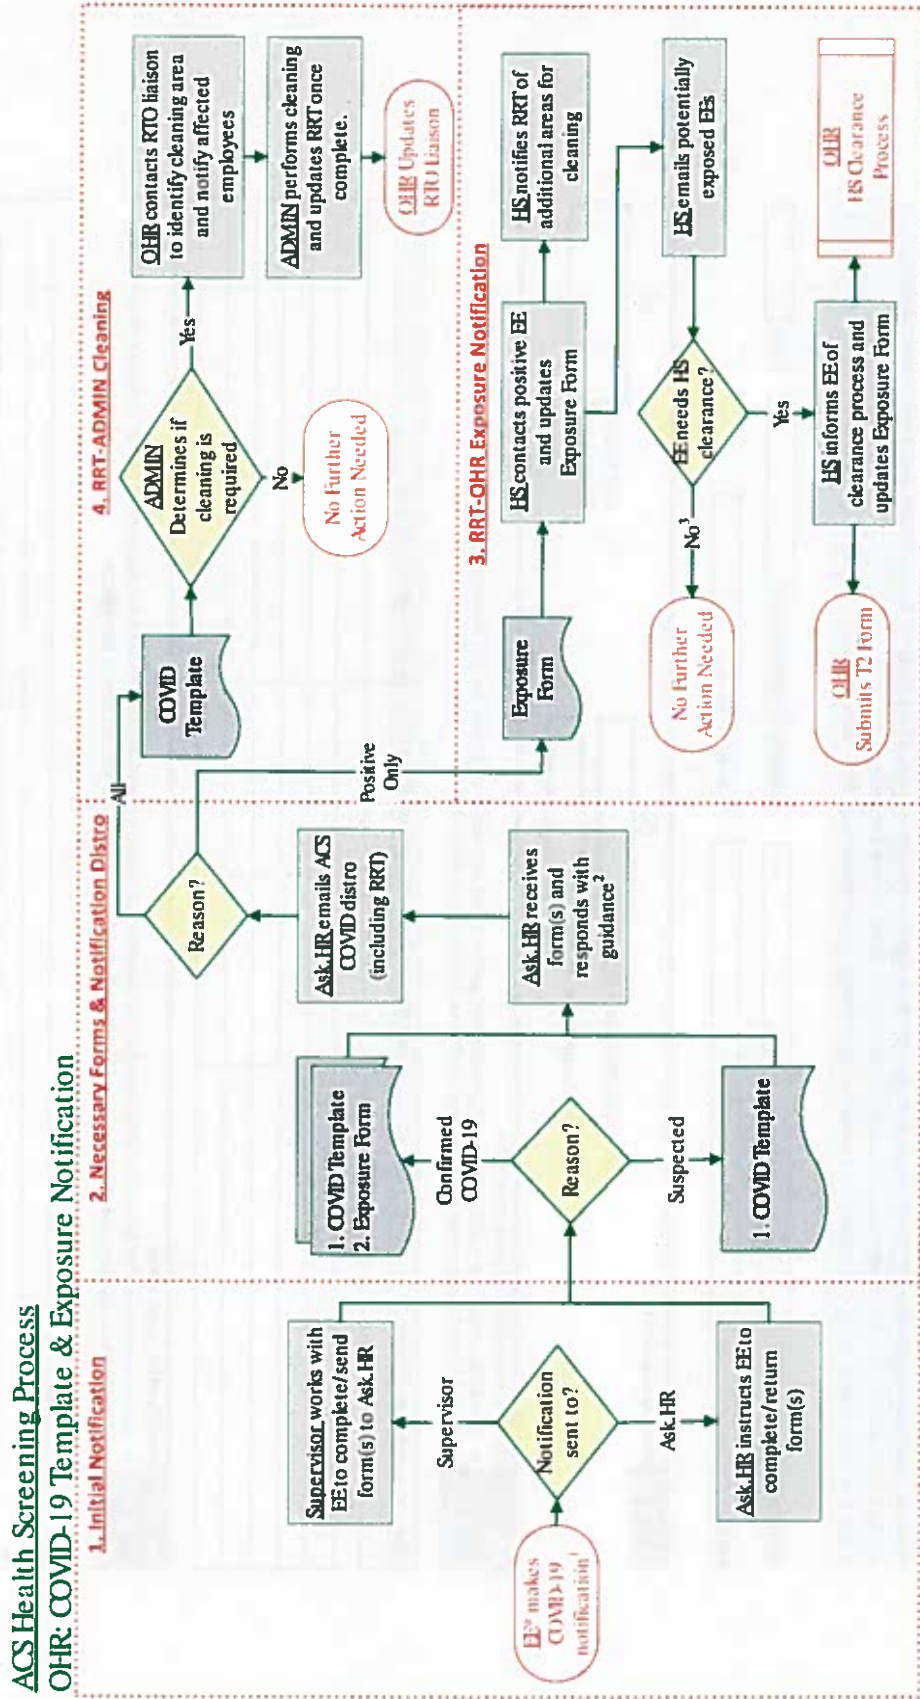 ACS Health Screening Process
OHR: COVID-19 Template & Exposure Notification
1. Initial Notification
EE* makes
COVID-19
notification¹
Notification
sent to?
Supervisor
Supervisor works with
EE to complete/send
form(s) to Ask.HR
Ask.HR
Ask.HR instructs EE to
complete/return
form(s)
2. Necessary Forms & Notification Distro
Reason?
Confirmed
COVID-19
1. COVID Template
2. Exposure Form
Suspected
1. COVID Template
Ask.HR receives
form(s) and
responds with
guidance²
Ask.HR emails ACS
COVID distro
(including RRT)
Reason?
All
Positive
Only
4. RRT-ADMIN Cleaning
COVID
Template
ADMIN
Determines if
cleaning is
required
Yes
OHR contacts RTO liaison
to identify cleaning area
and notify affected
employees
ADMIN performs cleaning
and updates RRT once
complete.
OHR Updates
RTO Liaison
No
No Further
Action Needed
3. RRT-OHR Exposure Notification
Exposure
Form
HS contacts positive EE
and updates
Exposure Form
HS notifies RRT of
additional areas for
cleaning
HS emails potentially
exposed EEs
EE needs HS
clearance?
No³
No Further
Action Needed
Yes
HS informs EE of
clearance process and
updates Exposure Form
OHR
Submits T2 Form
OHR
HS Clearance
Process